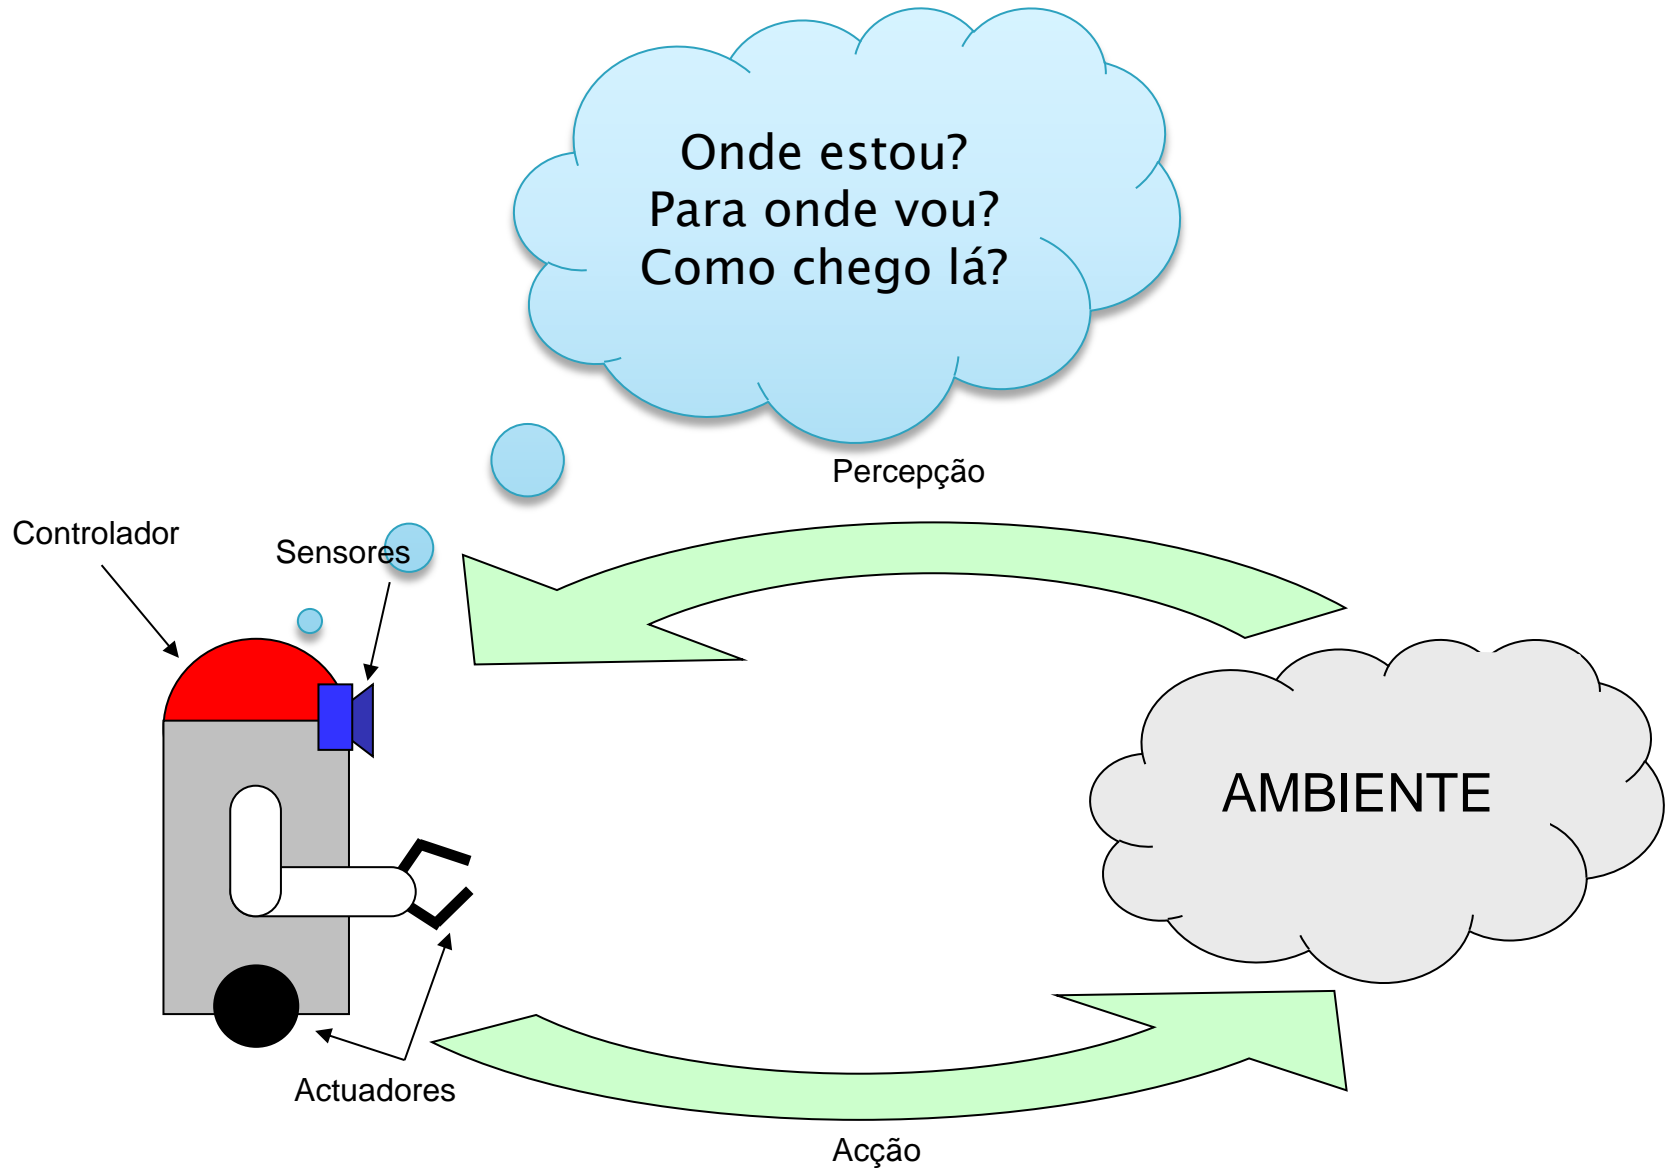 Onde estou?
Para onde vou?
Como chego lá?
Percepção
Controlador
Sensores
AMBIENTE
Actuadores
Acção